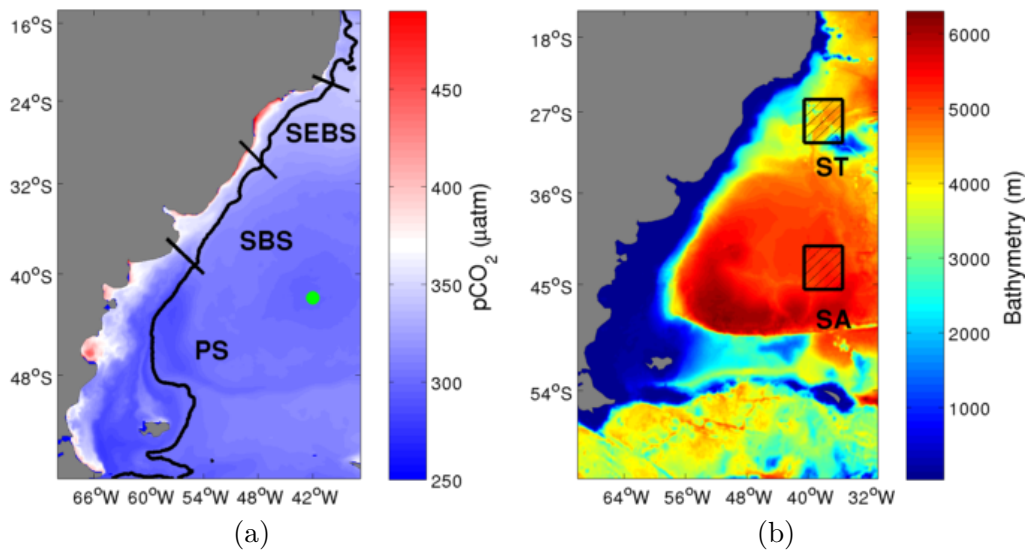 16°S
24°S
32°S
40°S
48°S
66°W 60°W 54°W 48°W 42°W
SEBS
SBS
PS
450
400
350
300
250
pCO2 (µatm)
(a)
18°S
27°S
36°S
45°S
54°S
64°W 56°W 48°W 40°W 32°W
ST
SA
6000
5000
4000
3000
2000
1000
0
Bathymetry (m)
(b)